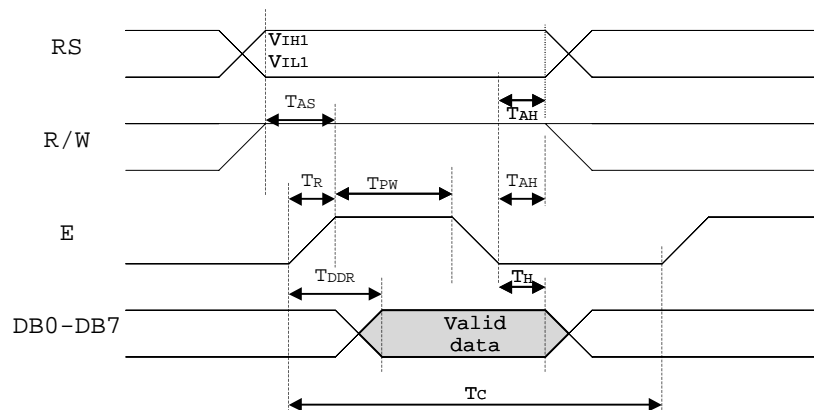 RS
VIH1
VIL1
TAS
TAH
R/W
TR
TPW
TAH
E
TDDR
TH
DB0-DB7
Valid
data
TC